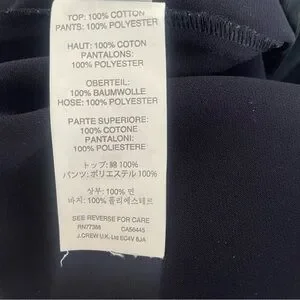 TOP: 100% COTTON
PANTS: 100% POLYESTER
HAUT: 100% COTON
PANTALONS:
100% POLYESTER
OBERTEIL:
100% BAUMWOLLE
HOSE: 100% POLYESTER
PARTE SUPERIORE:
100% COTONE
PANTALONI:
100% POLIESTERE
トップ: 綿 100%
パンツ: ポリエステル 100%
상부: 100% 면
바지: 100% 폴리에스테르
SEE REVERSE FOR CARE
RN77388 CA56445
J.CREW U.K. Ltd EC4V 6JA